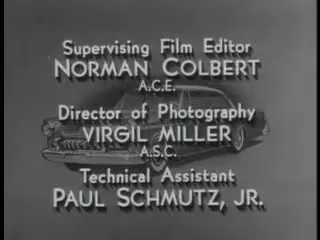 Supervising Film Editor
NORMAN COLBERT
A.C.E.
Director of Photography
VIRGIL MILLER
A.S.C.
Technical Assistant
PAUL SCHMUTZ, JR.